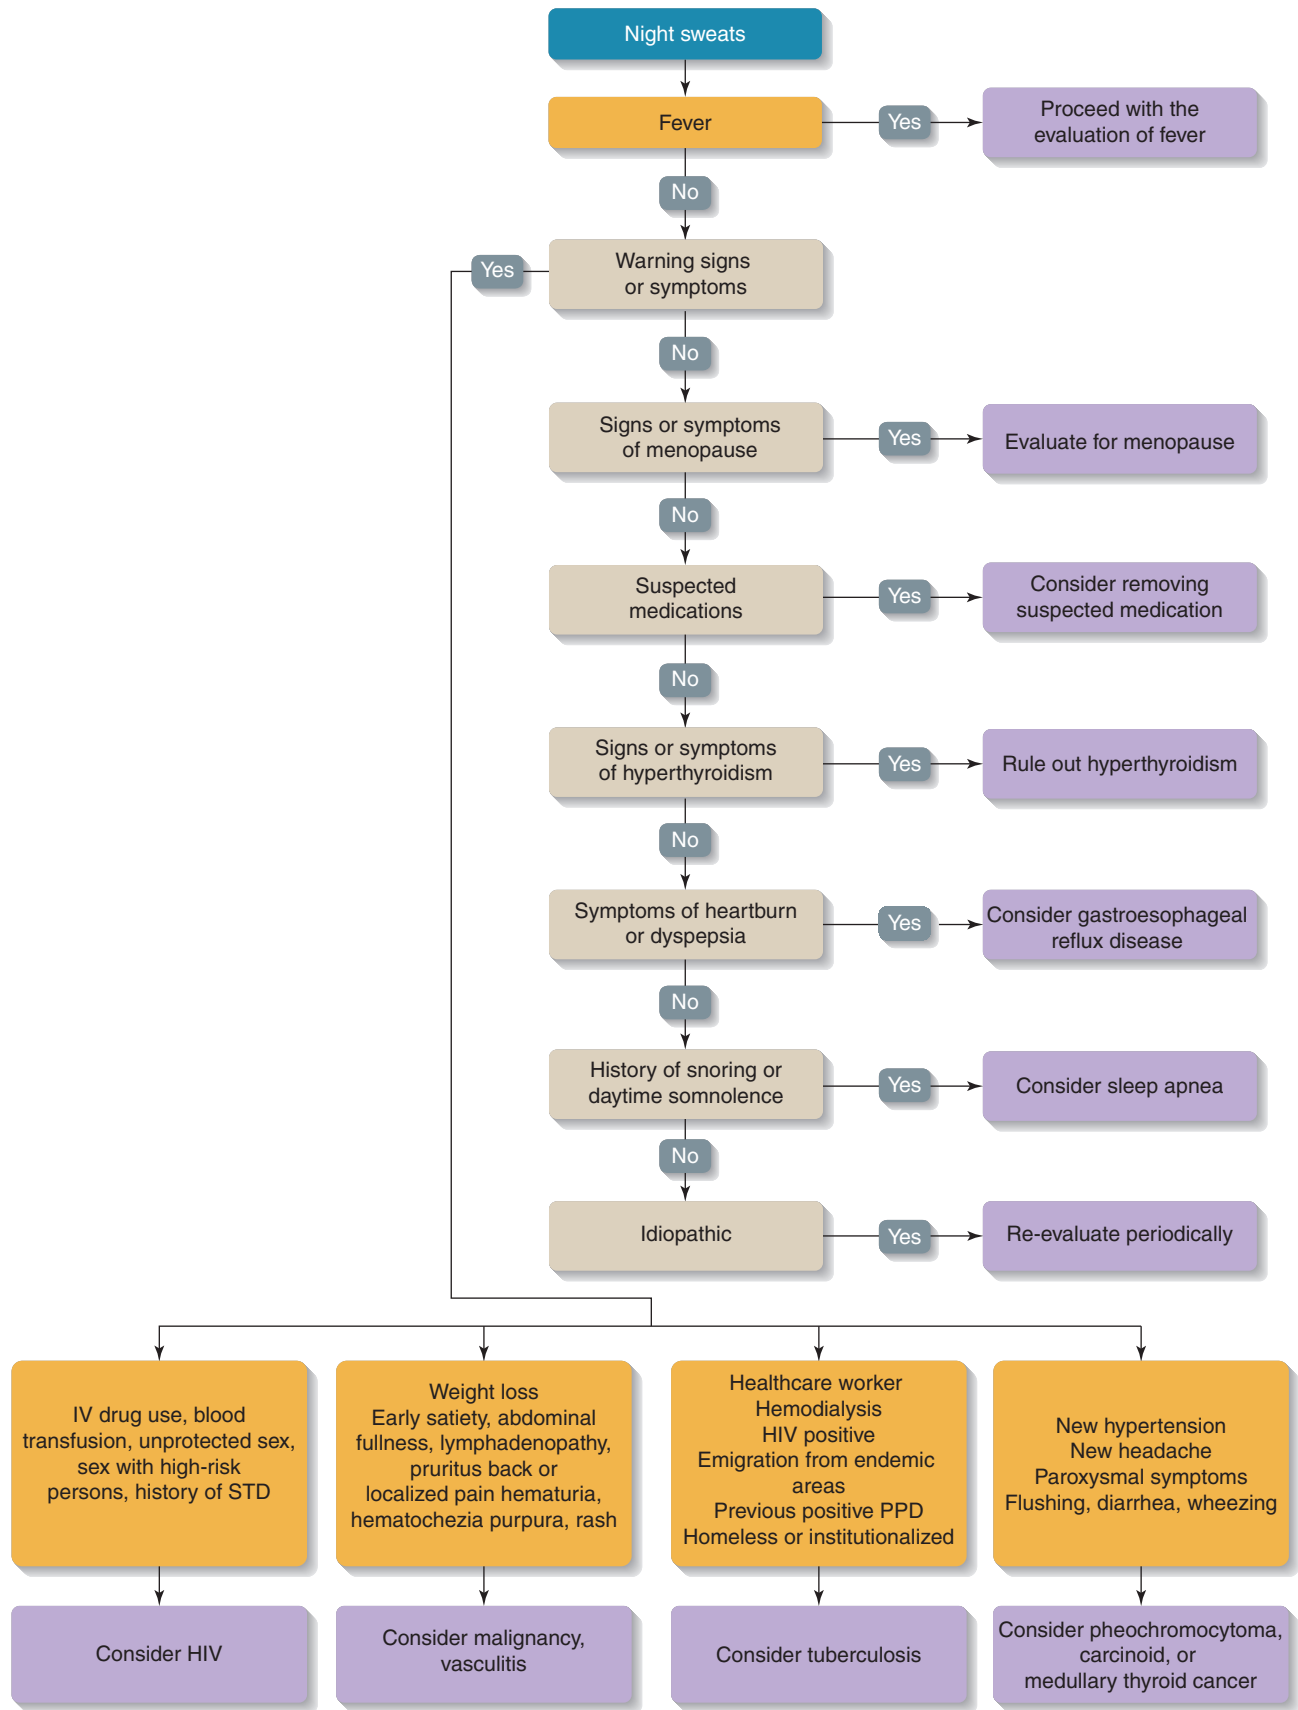 Night sweats
Fever
Yes
Proceed with the
evaluation of fever
No
Warning signs
or symptoms
Yes
No
Signs or symptoms
of menopause
Yes
Evaluate for menopause
No
Suspected
medications
Yes
Consider removing
suspected medication
No
Signs or symptoms
of hyperthyroidism
Yes
Rule out hyperthyroidism
No
Symptoms of heartburn
or dyspepsia
Yes
Consider gastroesophageal
reflux disease
No
History of snoring or
daytime somnolence
Yes
Consider sleep apnea
No
Idiopathic
Yes
Re-evaluate periodically
IV drug use, blood
transfusion, unprotected sex,
sex with high-risk
persons, history of STD
Weight loss
Early satiety, abdominal
fullness, lymphadenopathy,
pruritus back or
localized pain hematuria,
hematochezia purpura, rash
Healthcare worker
Hemodialysis
HIV positive
Emigration from endemic
areas
Previous positive PPD
Homeless or institutionalized
New hypertension
New headache
Paroxysmal symptoms
Flushing, diarrhea, wheezing
Consider HIV
Consider malignancy,
vasculitis
Consider tuberculosis
Consider pheochromocytoma,
carcinoid, or
medullary thyroid cancer